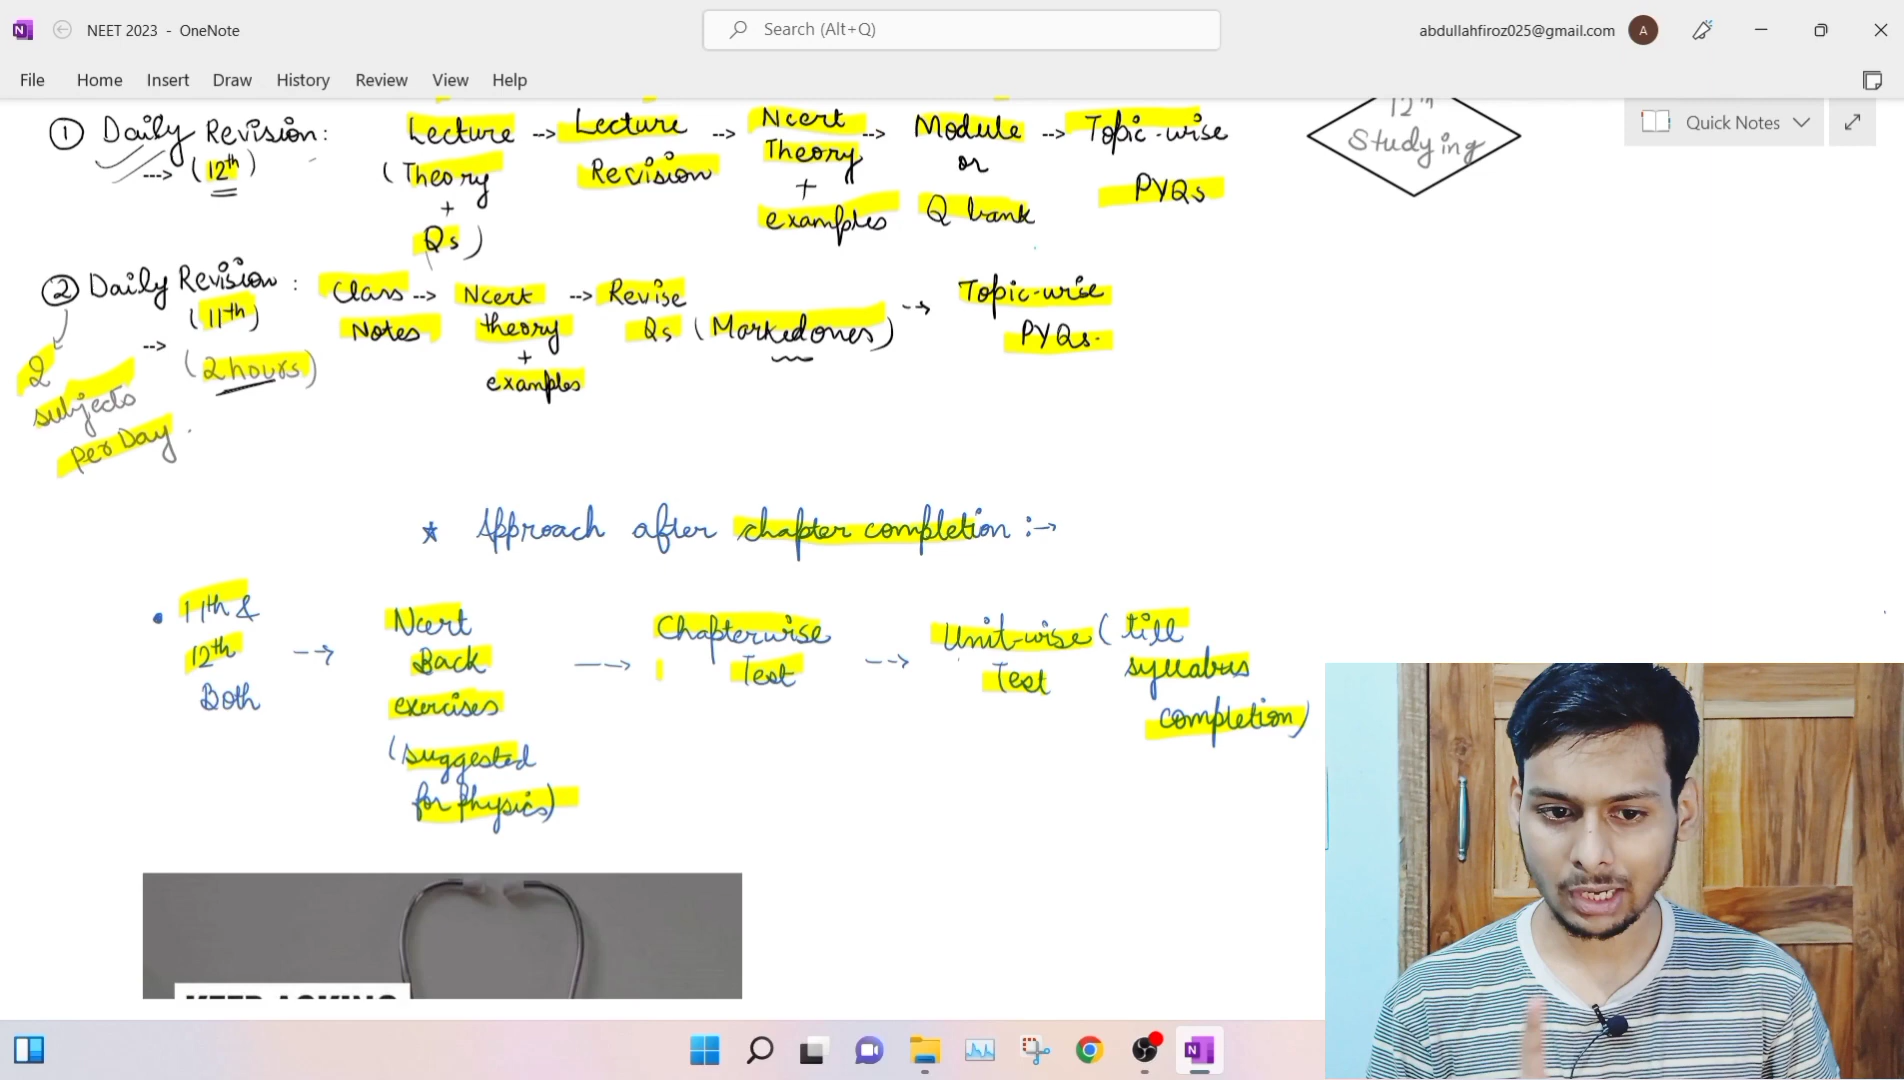 NEET 2023 - OneNote
Search (Alt+Q)
abdullahfiroz025@gmail.com
A
File Home Insert Draw History Review View Help
Quick Notes
12th
Studying
① Daily Revision: Lecture --> Lecture --> Ncert --> Module --> Topic-wise
---> (12th) (Theory Revision Theory or PYQs
+ + Q bank
Qs) examples
② Daily Revision : Class --> Ncert --> Revise --> Topic-wise
(11th) Notes theory Qs (Markedones) PYQs.
--> (2 hours) + examples
2
subjects
Per Day.
★ Approach after chapter completion :→
• 11th & 12th Both → Ncert Back exercises → Chapterwise Test --> Unit-wise Test (till syllabus completion)
(suggested
for physics)
KEEP ASKING